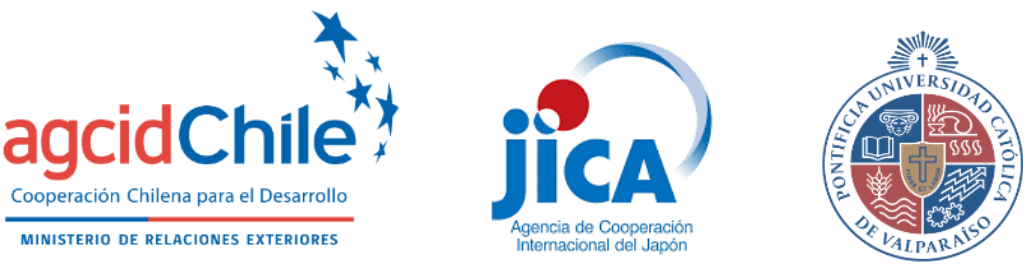 agcidChile
Cooperación Chilena para el Desarrollo
MINISTERIO DE RELACIONES EXTERIORES
jICA
Agencia de Cooperación
Internacional del Japón
PONTIFICIA UNIVERSIDAD CATÓLICA
DE VALPARAÍSO